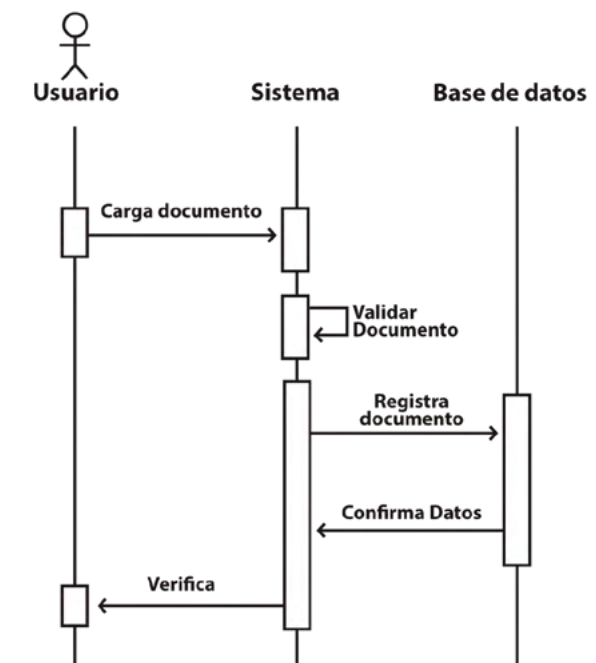 Usuario
Sistema
Base de datos
Carga documento
Validar
Documento
Registra
documento
Confirma Datos
Verifica